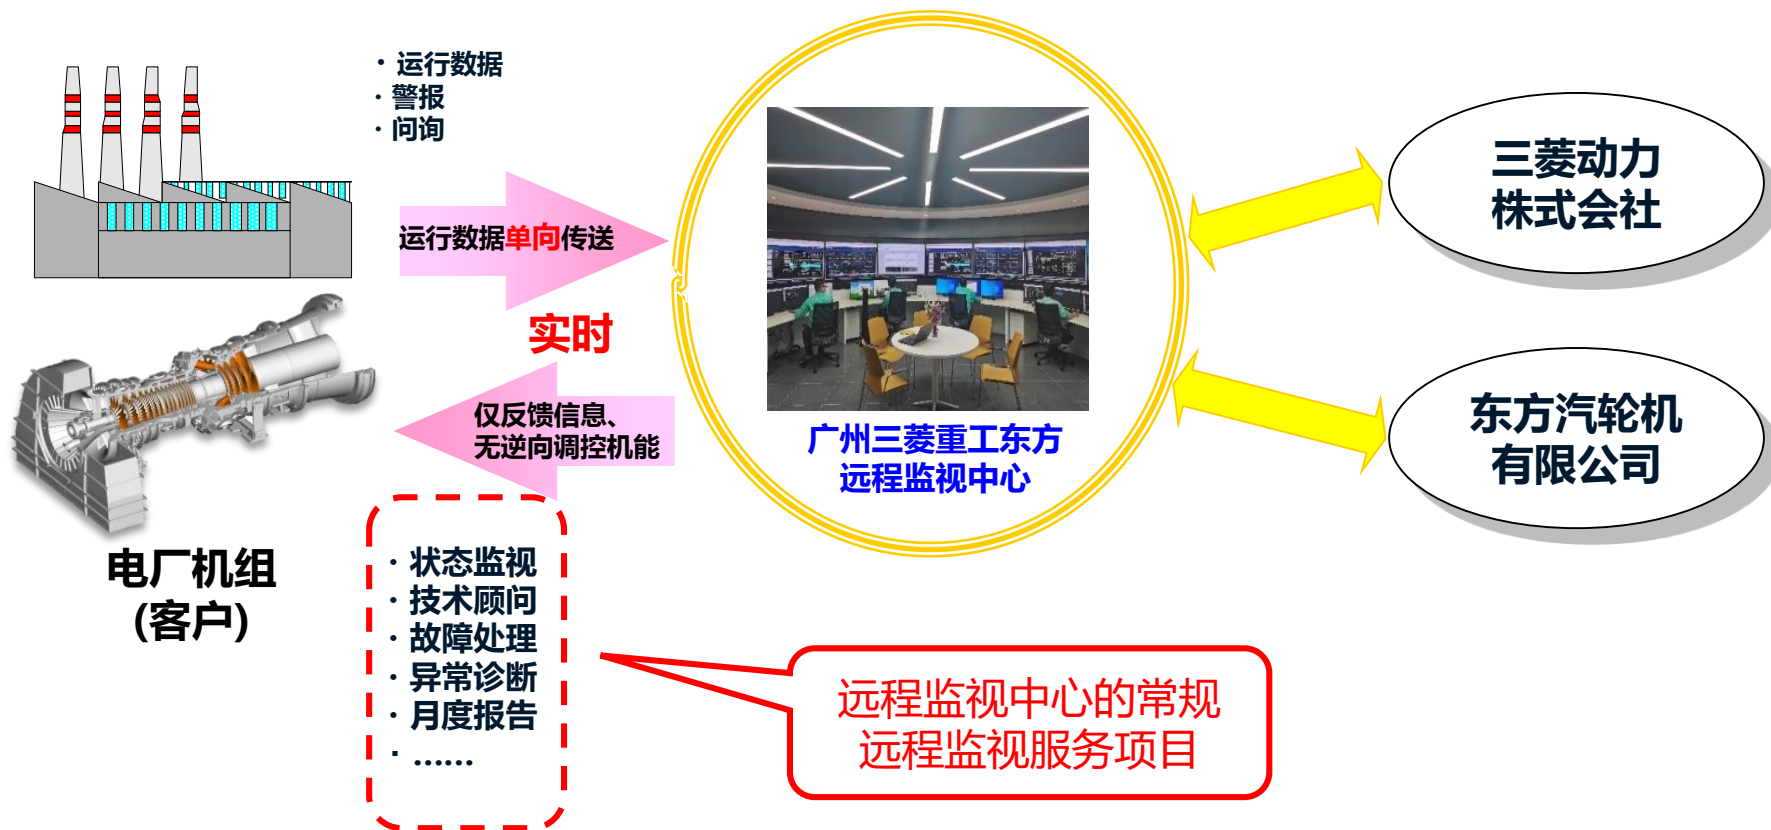 · 运行数据
· 警报
· 问询
运行数据单向传送
实时
仅反馈信息、
无逆向调控机能
电厂机组
(客户)
· 状态监视
· 技术顾问
· 故障处理
· 异常诊断
· 月度报告
· ......
广州三菱重工东方
远程监视中心
三菱动力
株式会社
东方汽轮机
有限公司
远程监视中心的常规
远程监视服务项目